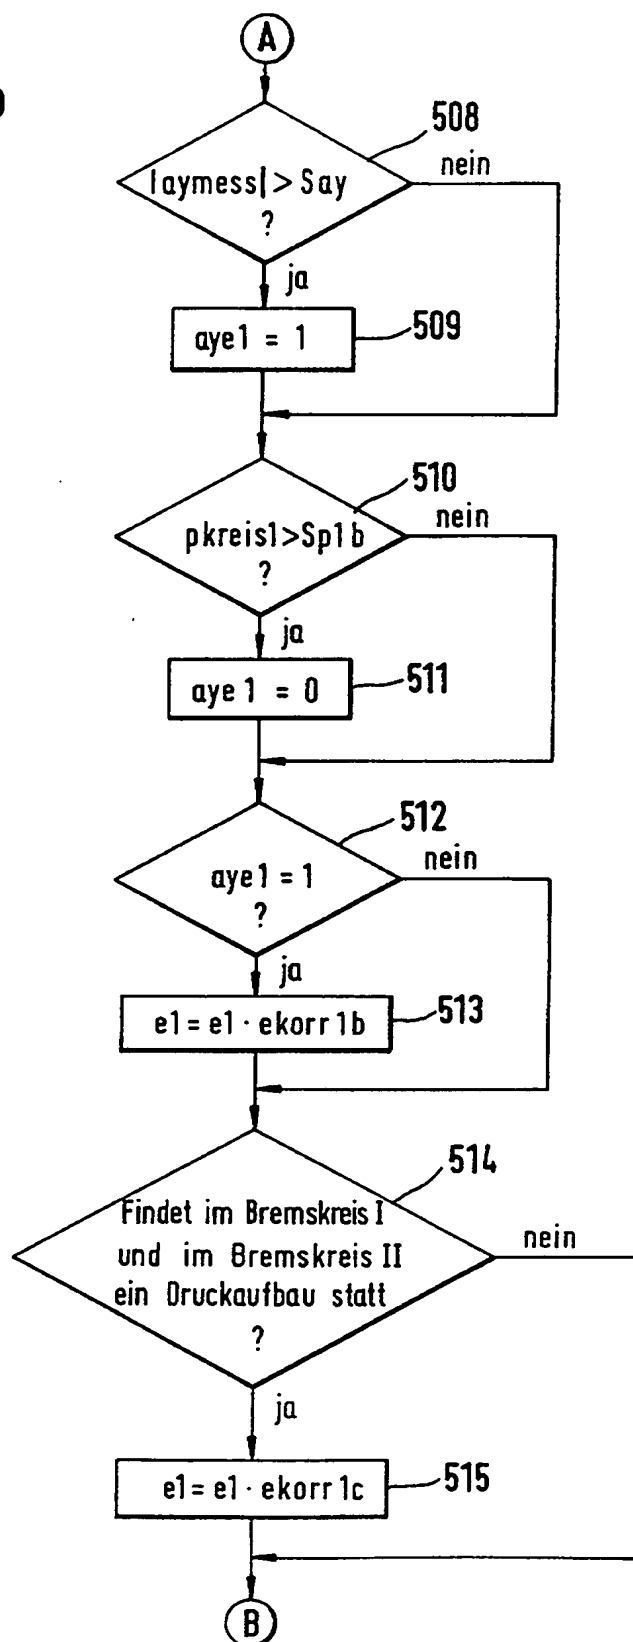 A
508
nein
|aymess| > Say
?
ja
aye1 = 1
509
510
nein
pkreis1>Sp1b
?
ja
aye1 = 0
511
512
nein
aye1 = 1
?
ja
e1 = e1 · ekorr1b
513
514
nein
Findet im Bremskreis I
und im Bremskreis II
ein Druckaufbau statt
?
ja
e1 = e1 · ekorr1c
515
B